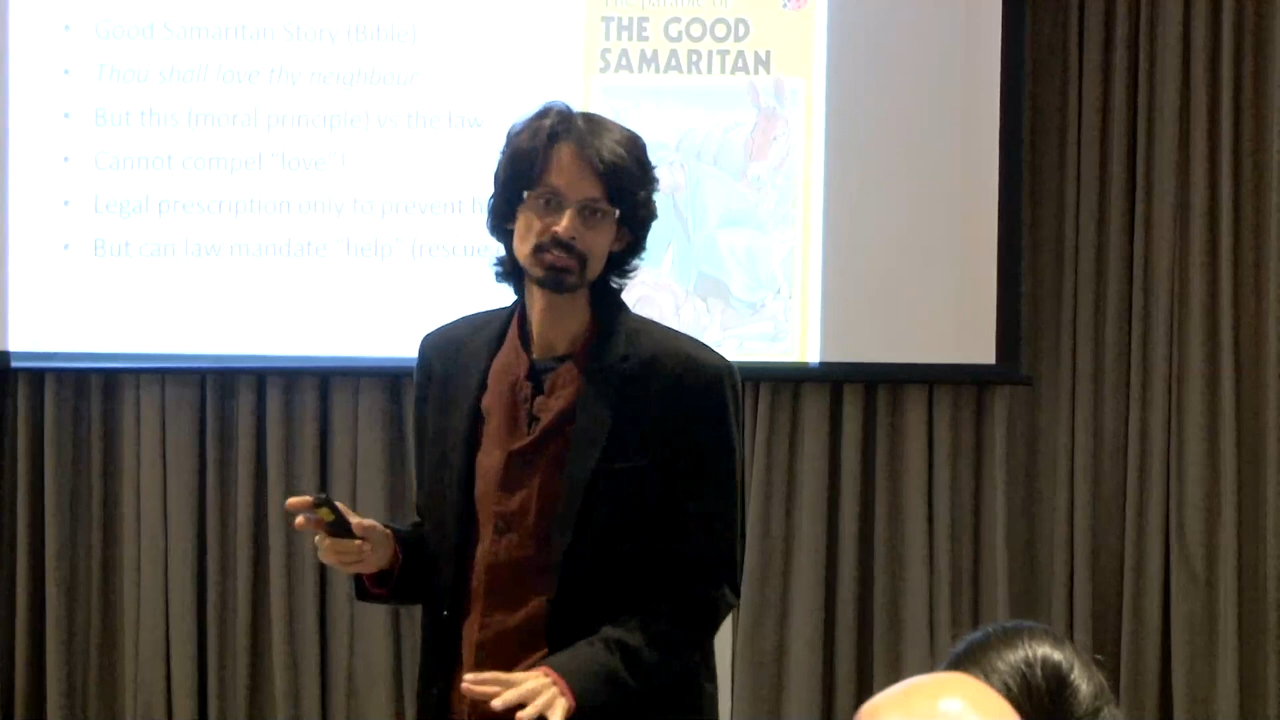 Good Samaritan Story (Bible)
Thou shall love thy neighbour
But this (moral principle) vs the law
Cannot compel "love"!
Legal prescription only to prevent
But can law mandate 'help' (rescue
The parable of
THE GOOD
SAMARITAN